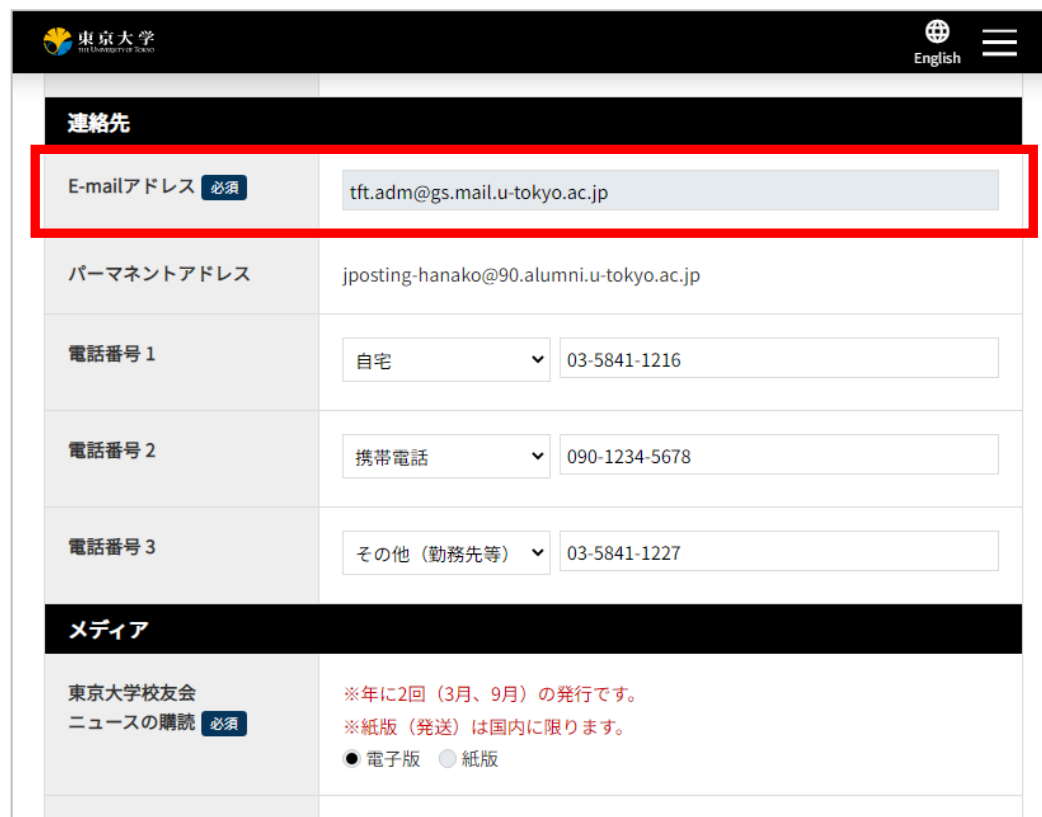 東京大学
THE UNIVERSITY OF TOKYO
English
連絡先
E-mailアドレス 必須
tft.adm@gs.mail.u-tokyo.ac.jp
パーマネントアドレス
jposting-hanako@90.alumni.u-tokyo.ac.jp
電話番号 1
自宅
03-5841-1216
電話番号 2
携帯電話
090-1234-5678
電話番号 3
その他（勤務先等）
03-5841-1227
メディア
東京大学校友会
ニュースの購読 必須
※年に2回（3月、9月）の発行です。
※紙版（発送）は国内に限ります。
電子版 紙版